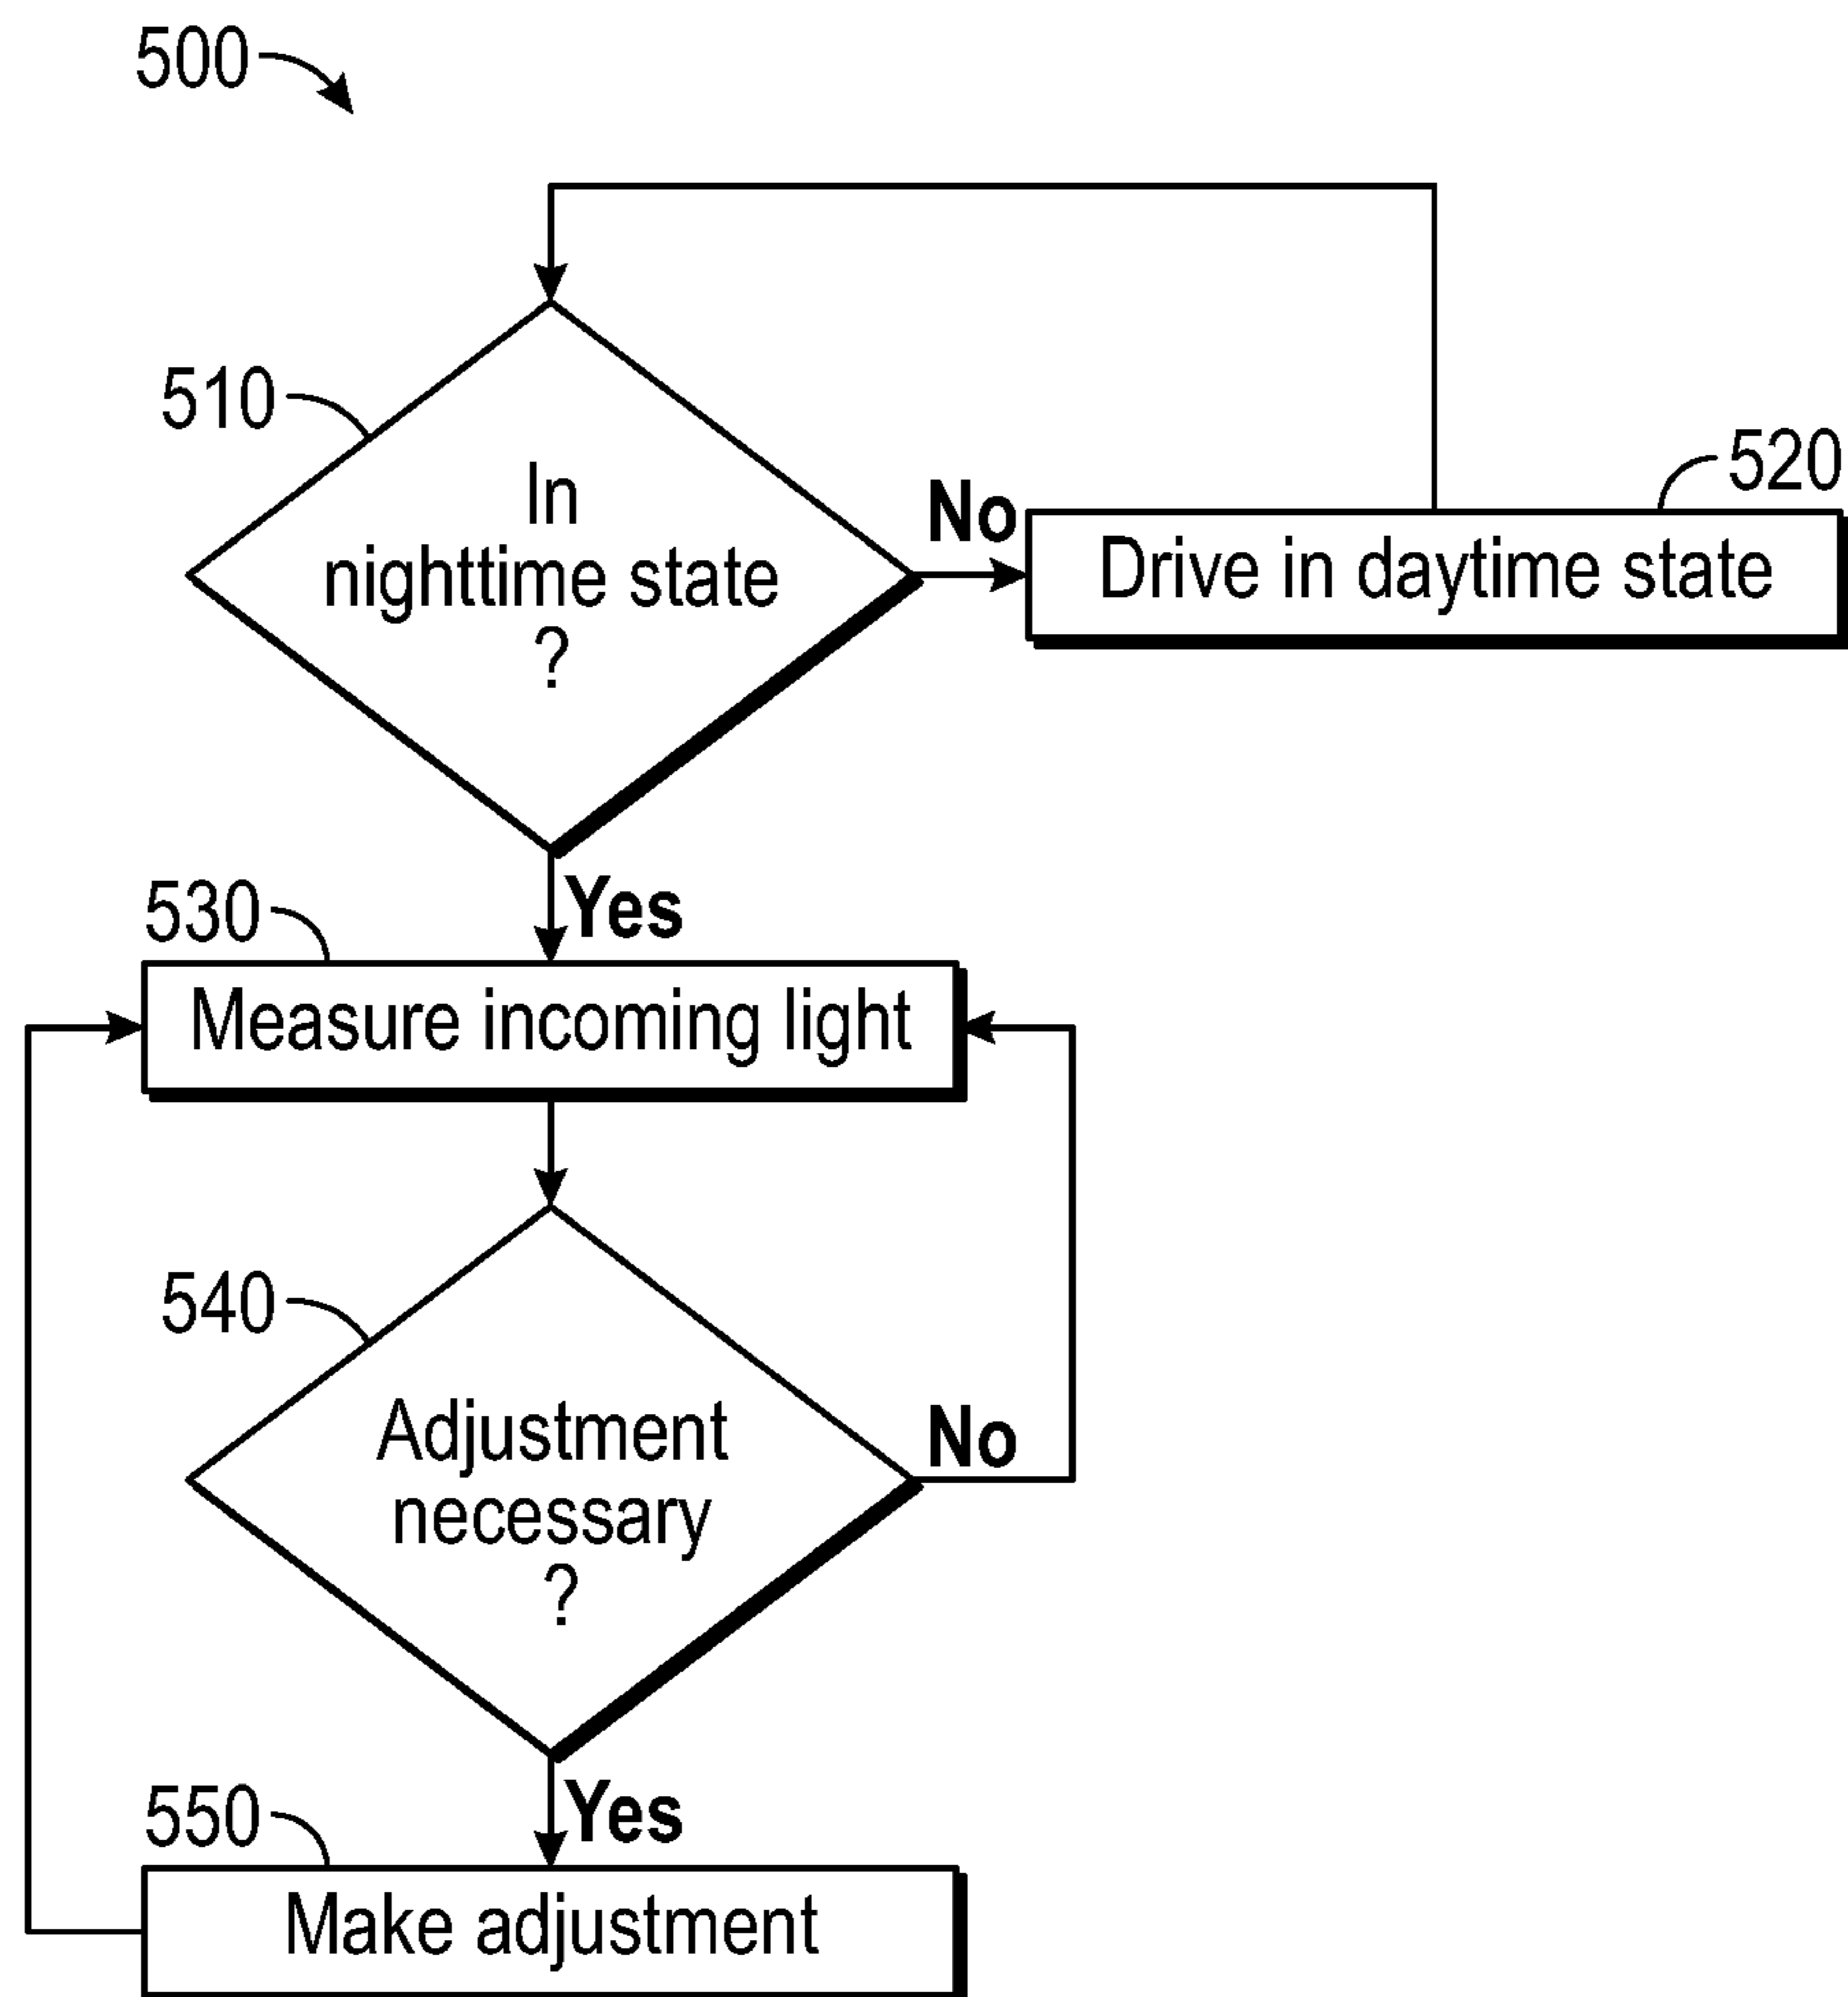 500
510
In
nighttime state
?
No
520
Drive in daytime state
Yes
530
Measure incoming light
540
Adjustment
necessary
?
No
Yes
550
Make adjustment